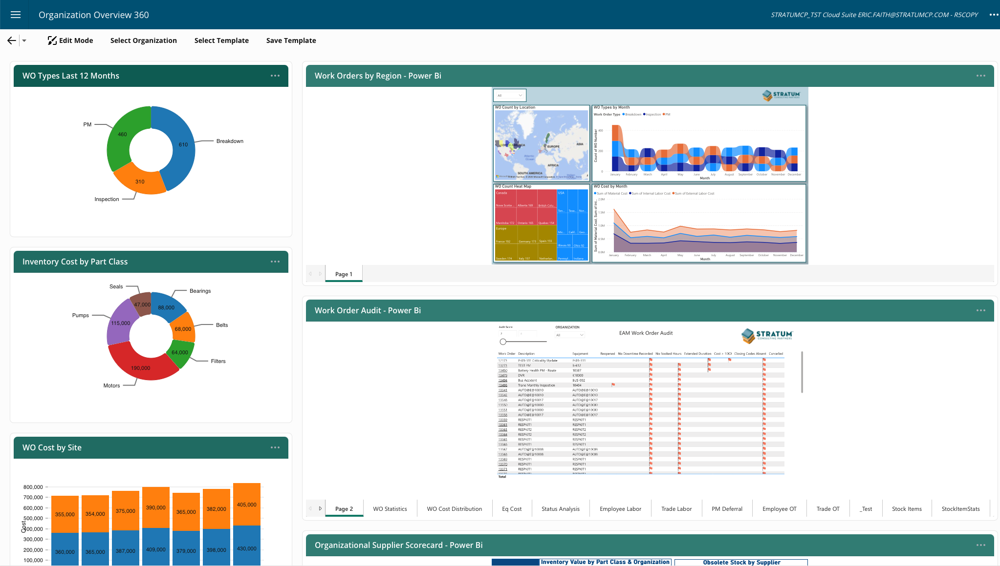 Organization Overview 360
STRATUMCP_TST Cloud Suite ERIC.FAITH@STRATUMCP.COM - R5COPY
Edit Mode
Select Organization
Select Template
Save Template
WO Types Last 12 Months
PM
460
610
Breakdown
310
Inspection
Inventory Cost by Part Class
Seals
Bearings
47,000
88,000
Pumps
115,000
68,000
Belts
64,000
Filters
190,000
Motors
WO Cost by Site
800,000
700,000
600,000
500,000
400,000
300,000
200,000
100,000
Cost
355,000
354,000
375,000
390,000
365,000
382,000
405,000
360,000
365,000
387,000
409,000
379,000
398,000
430,000
Work Orders by Region - Power Bi
All
STRATUM
CONSULTING PARTNERS
WO Count by Location
NORTH AMERICA
EUROPE
ASIA
Atlantic
Ocean
AFRICA
SOUTH AMERICA
WO Types by Month
Work Order Type Breakdown Inspection PM
Count of WO Number
400
200
0
January February March April May June July August September October November December
Month
WO Count Heat Map
Canada
Nova Scotia... Alberta 169 British Colu...
Manitoba 172 Ontario 165 Quebec 154
Europe
France 192 Germany 173 Spain 155
Sweden 174 Italy 157 Netherlan...
USA
Ten... Texa... Nor...
Mic... Calif... Geo...
Illinois 93 Ohio 92
Pennsyl... Indiana...
WO Cost by Month
Sum of Material Cost Sum of Internal Labor Cost Sum of External Labor Cost
Sum of Material Cost, Sum of Int...
2.0M
1.5M
1.0M
0.5M
0.0M
January February March April May June July August September October November December
Month
Page 1
Work Order Audit - Power Bi
Audit Score
2
ORGANIZATION
All
EAM Work Order Audit
STRATUM
CONSULTING PARTNERS
Work Order Description Equipment Reopened No Downtime Recorded No Booked Hours Extended Duration Cost > 1000 Closing Codes Absent Cancelled
12173 P-01-311 Criticality Update P-01-311
13273 TEST PM B-612
13450 Battery Health PM - Route 10387
13479 DVR K10000
13494 Bus Accident BUS-002
13498 Trane Monthly Inspection 10404
13541 AUTO@E@10010 AUTO@E@10010
13542 AUTO@E@10010 AUTO@E@10010
13548 AUTO@E@10017 AUTO@E@10017
13550 AUTO@E@10000 AUTO@E@10000
13551 AUTO@E@10000 AUTO@E@10000
13558 AUTO@E@10017 AUTO@E@10017
13559 RESPKIT1 RESPKIT1
13561 RESPKIT1 RESPKIT1
13563 RESPKIT2 RESPKIT2
13564 RESPKIT2 RESPKIT2
13565 RESPKIT1 RESPKIT1
13566 RESPKIT1 RESPKIT1
13567 AUTO@E@10008 AUTO@E@10008
13568 AUTO@E@10008 AUTO@E@10008
13569 RESPKIT1 RESPKIT1
13570 RESPKIT1 RESPKIT1
13571 RESPKIT1 RESPKIT1
Total
Page 2
WO Statistics
WO Cost Distribution
Eq Cost
Status Analysis
Employee Labor
Trade Labor
PM Deferral
Employee OT
Trade OT
_Test
Stock Items
StockItemStats
Organizational Supplier Scorecard - Power Bi
Inventory Value by Part Class & Organization
Obsolete Stock by Supplier